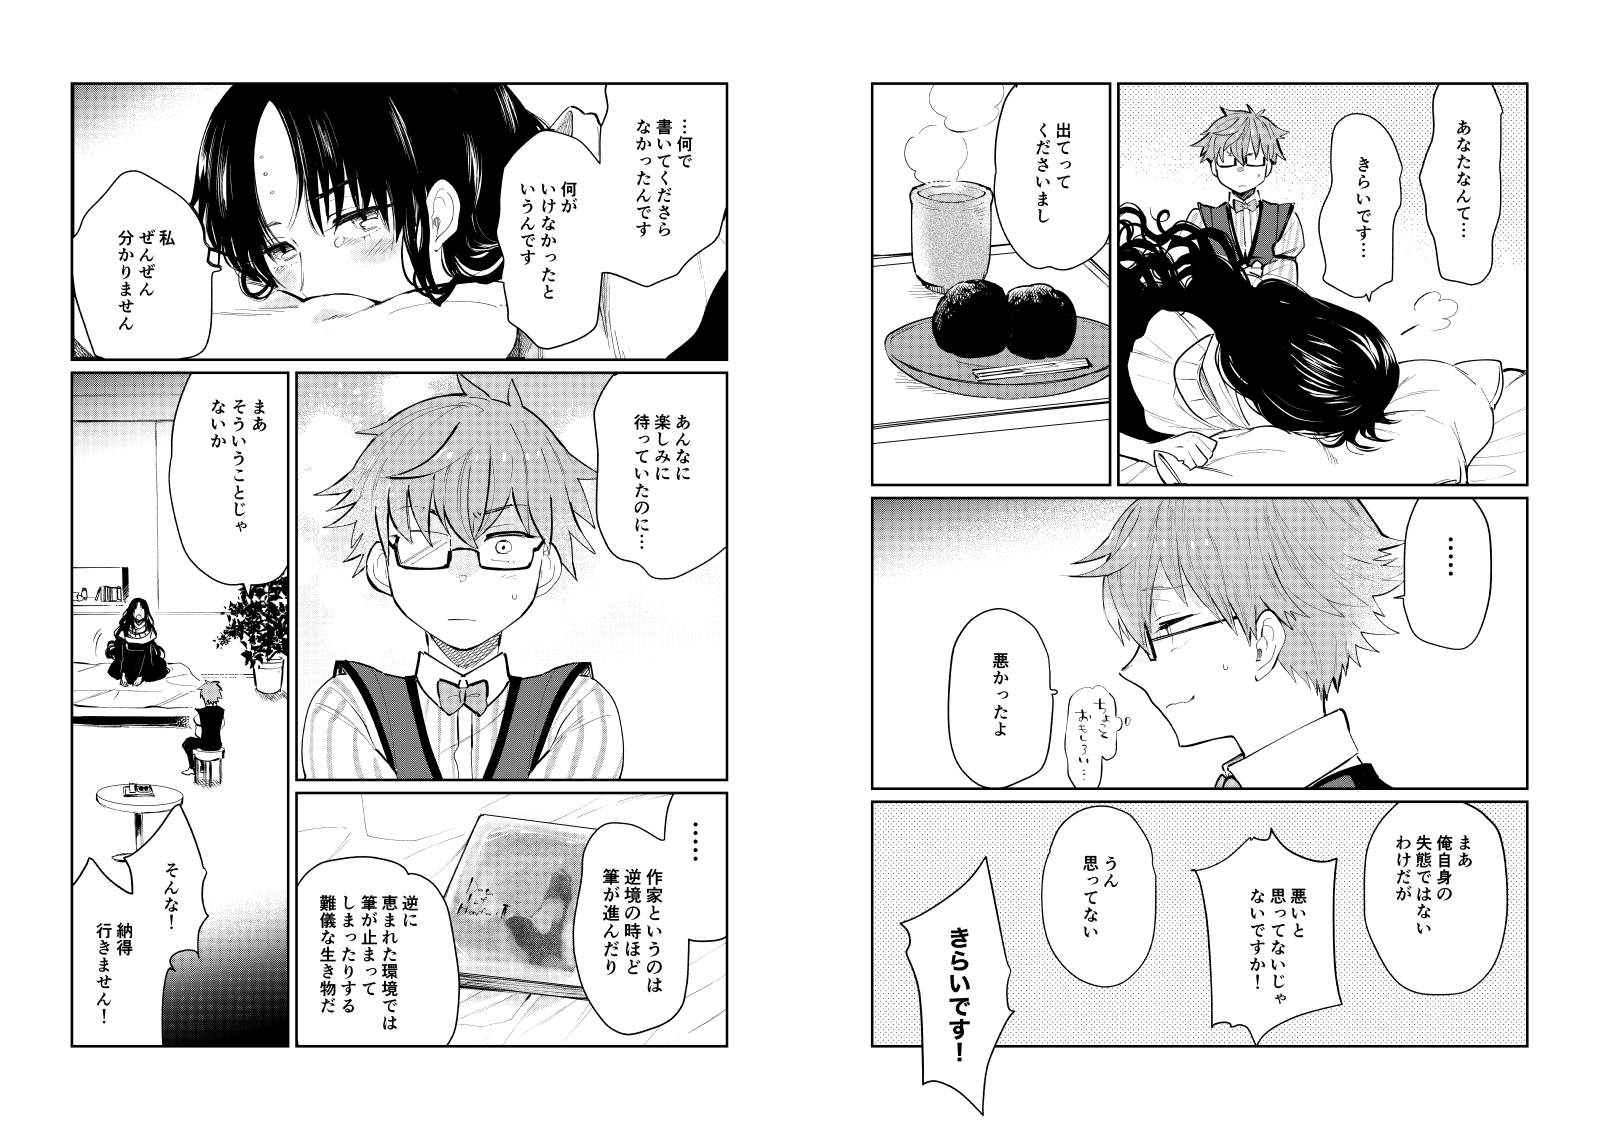 あなたなんて…
きらいです…
出てって
くださいまし
……
悪かったよ
ちょっと
おもしろい…
まあ
俺自身の
失態ではない
わけだが
悪いと
思ってないじゃ
ないですか！
うん
思ってない
きらいです！
…何で
書いてくださら
なかったんです
何が
いけなかったと
いうんです
私
ぜんぜん
分かりません
あんなに
楽しみに
待っていたのに…
……
作家というのは
逆境の時ほど
筆が進んだり
逆に
恵まれた環境では
筆が止まって
しまったりする
難儀な生き物だ
まあ
そういうことじゃ
ないか
そんな！
納得
行きません！